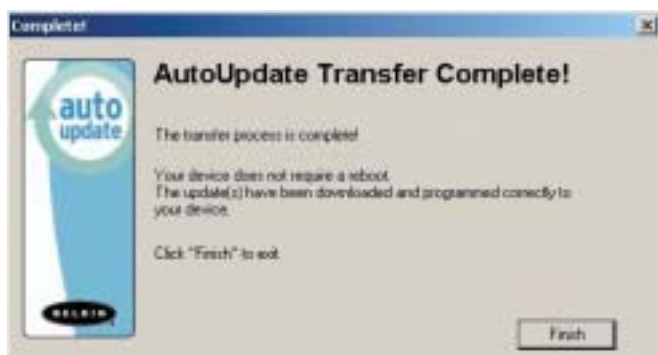 Complete!
AutoUpdate Transfer Complete!
auto
update
The transfer process is complete!
Your device does not require a reboot.
The update(s) have been downloaded and programmed correctly to
your device.
Click "Finish" to exit.
BELKIN
Finish